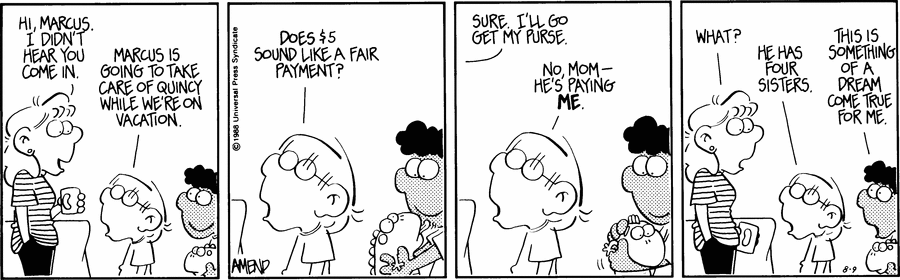 HI, MARCUS.
I DIDN'T
HEAR YOU
COME IN.
MARCUS IS
GOING TO TAKE
CARE OF QUINCY
WHILE WE'RE ON
VACATION.
© 1988 Universal Press Syndicate
DOES $5
SOUND LIKE A FAIR
PAYMENT?
AMEND
SURE. I'LL GO
GET MY PURSE.
NO, MOM—
HE'S PAYING
ME.
WHAT?
HE HAS
FOUR
SISTERS.
THIS IS
SOMETHING
OF A
DREAM
COME TRUE
FOR ME.
8-9